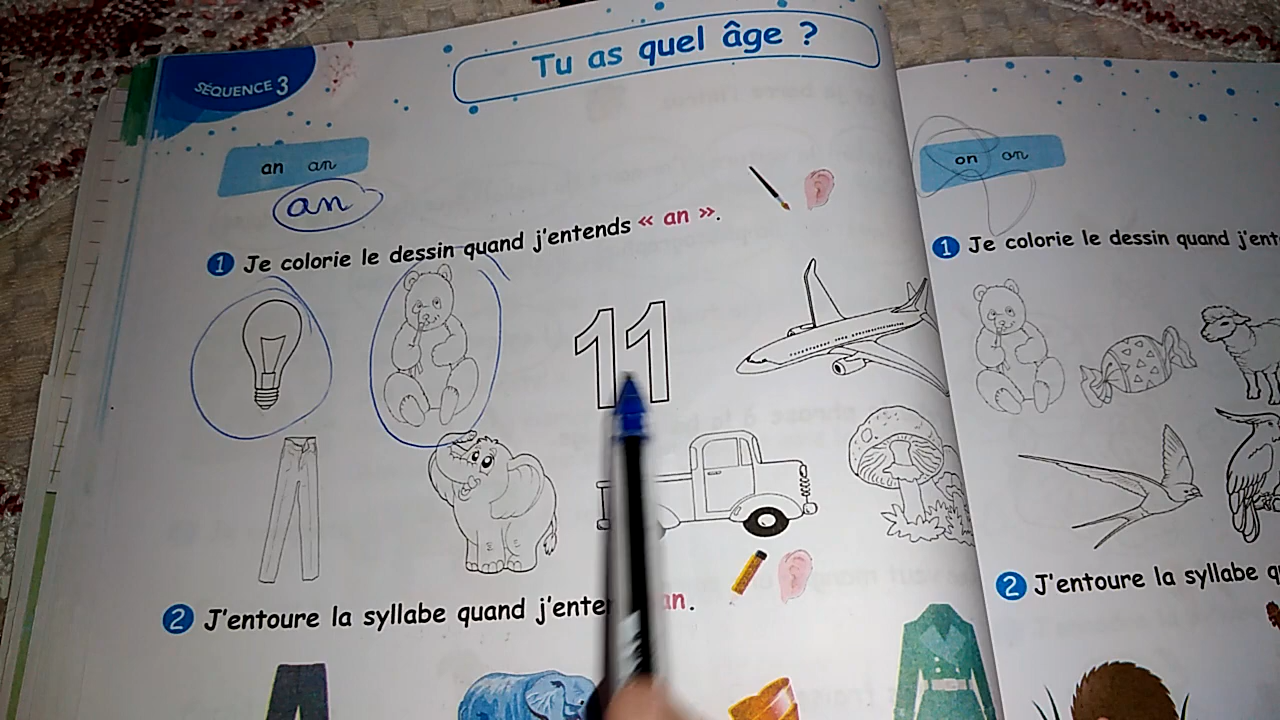 Tu as quel âge ?
SÉQUENCE 3
an an
an
1 Je colorie le dessin quand j'entends « an ».
11
2 J'entoure la syllabe quand j'ente an.
on on
1 Je colorie le dessin quand j'ent
2 J'entoure la syllabe q